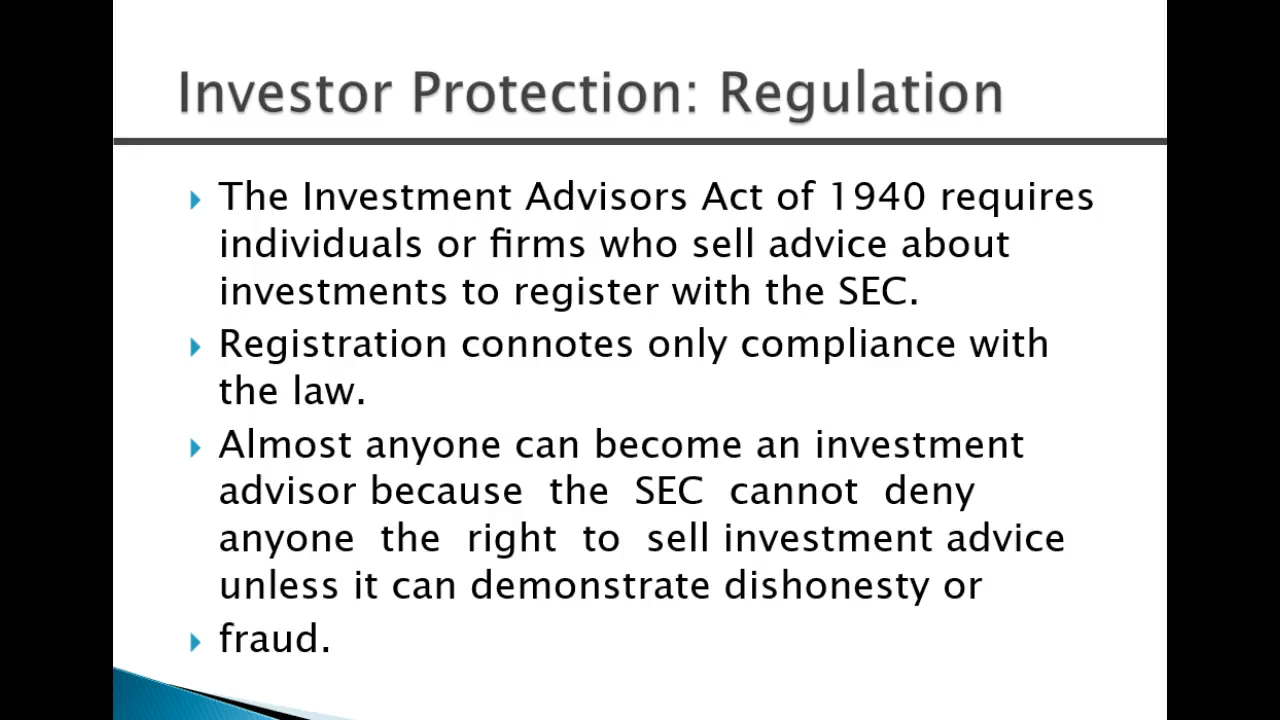 Investor Protection: Regulation
The Investment Advisors Act of 1940 requires
individuals or firms who sell advice about
investments to register with the SEC.
Registration connotes only compliance with
the law.
Almost anyone can become an investment
advisor because the SEC cannot deny
anyone the right to sell investment advice
unless it can demonstrate dishonesty or
fraud.